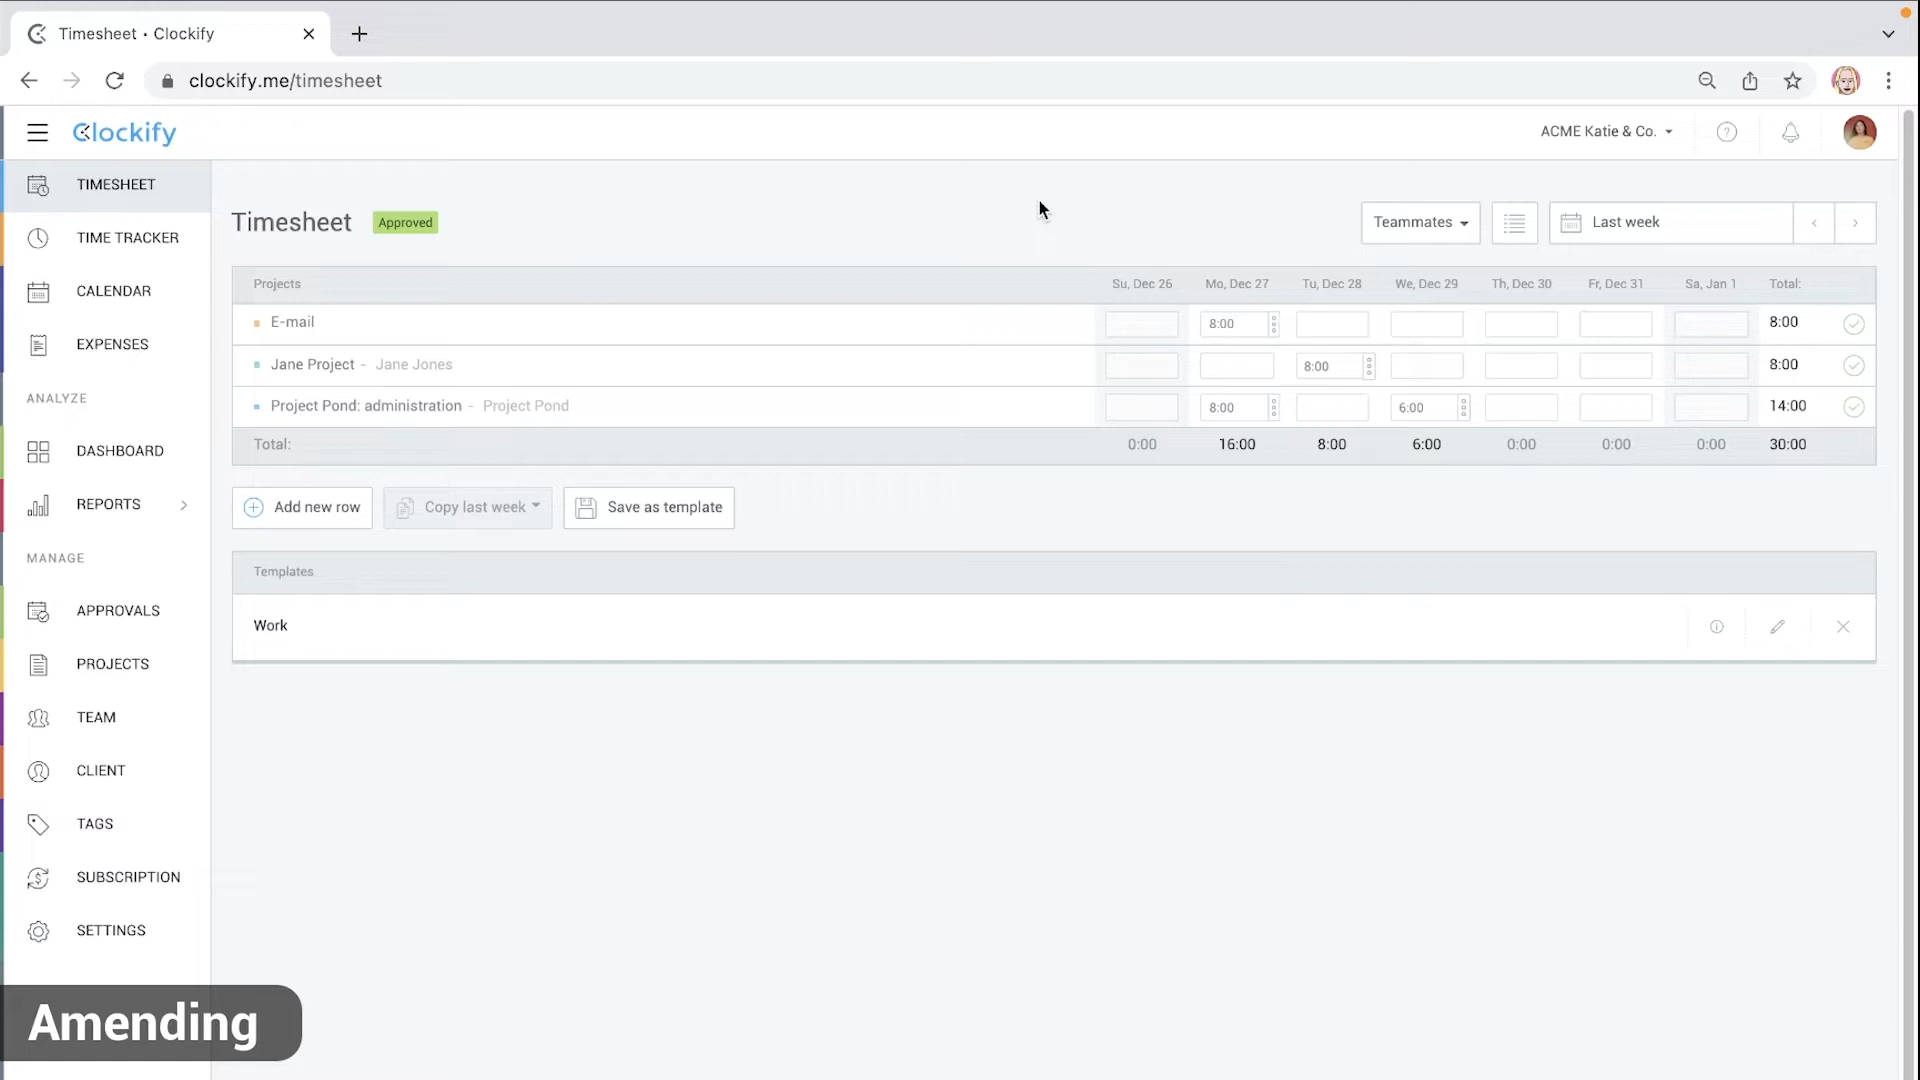 Timesheet • Clockify
clockify.me/timesheet
Clockify
ACME Katie & Co.
TIMESHEET
TIME TRACKER
CALENDAR
EXPENSES
ANALYZE
DASHBOARD
REPORTS
MANAGE
APPROVALS
PROJECTS
TEAM
CLIENT
TAGS
SUBSCRIPTION
SETTINGS
Timesheet Approved
Teammates
Last week
Projects Su, Dec 26 Mo, Dec 27 Tu, Dec 28 We, Dec 29 Th, Dec 30 Fr, Dec 31 Sa, Jan 1 Total:
E-mail 8:00 8:00
Jane Project - Jane Jones 8:00 8:00
Project Pond: administration - Project Pond 8:00 6:00 14:00
Total: 0:00 16:00 8:00 6:00 0:00 0:00 0:00 30:00
Add new row
Copy last week
Save as template
Templates
Work
Amending